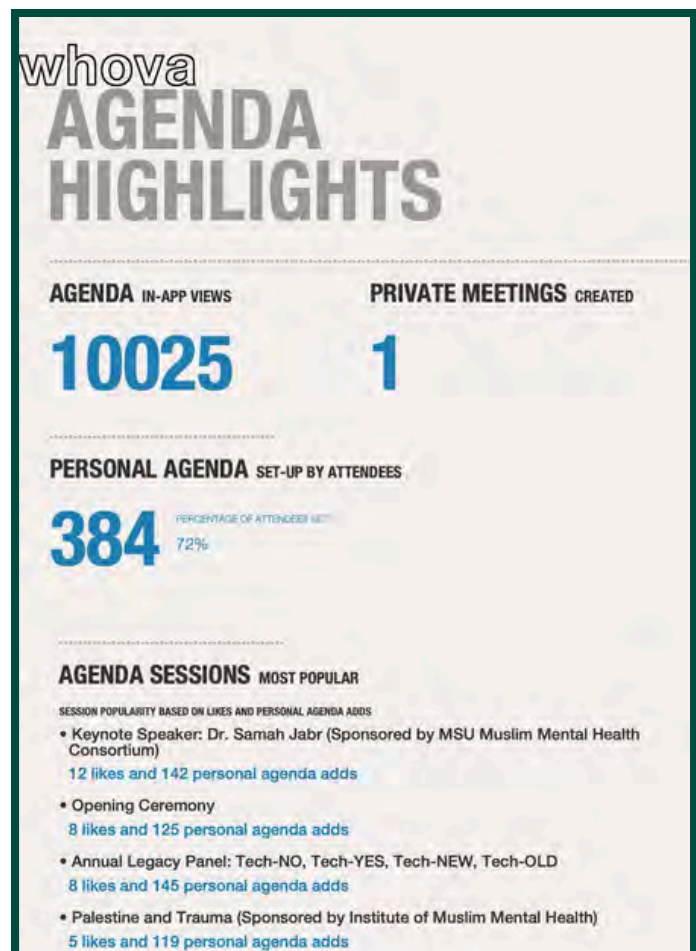 whova
AGENDA
HIGHLIGHTS
AGENDA IN-APP VIEWS
PRIVATE MEETINGS CREATED
10025
1
PERSONAL AGENDA SET-UP BY ATTENDEES
384
PERCENTAGE OF ATTENDEES
72%
AGENDA SESSIONS MOST POPULAR
SESSION POPULARITY BASED ON LIKES AND PERSONAL AGENDA ADDS
• Keynote Speaker: Dr. Samah Jabr (Sponsored by MSU Muslim Mental Health
Consortium)
12 likes and 142 personal agenda adds
• Opening Ceremony
8 likes and 125 personal agenda adds
• Annual Legacy Panel: Tech-NO, Tech-YES, Tech-NEW, Tech-OLD
8 likes and 145 personal agenda adds
• Palestine and Trauma (Sponsored by Institute of Muslim Mental Health)
5 likes and 119 personal agenda adds